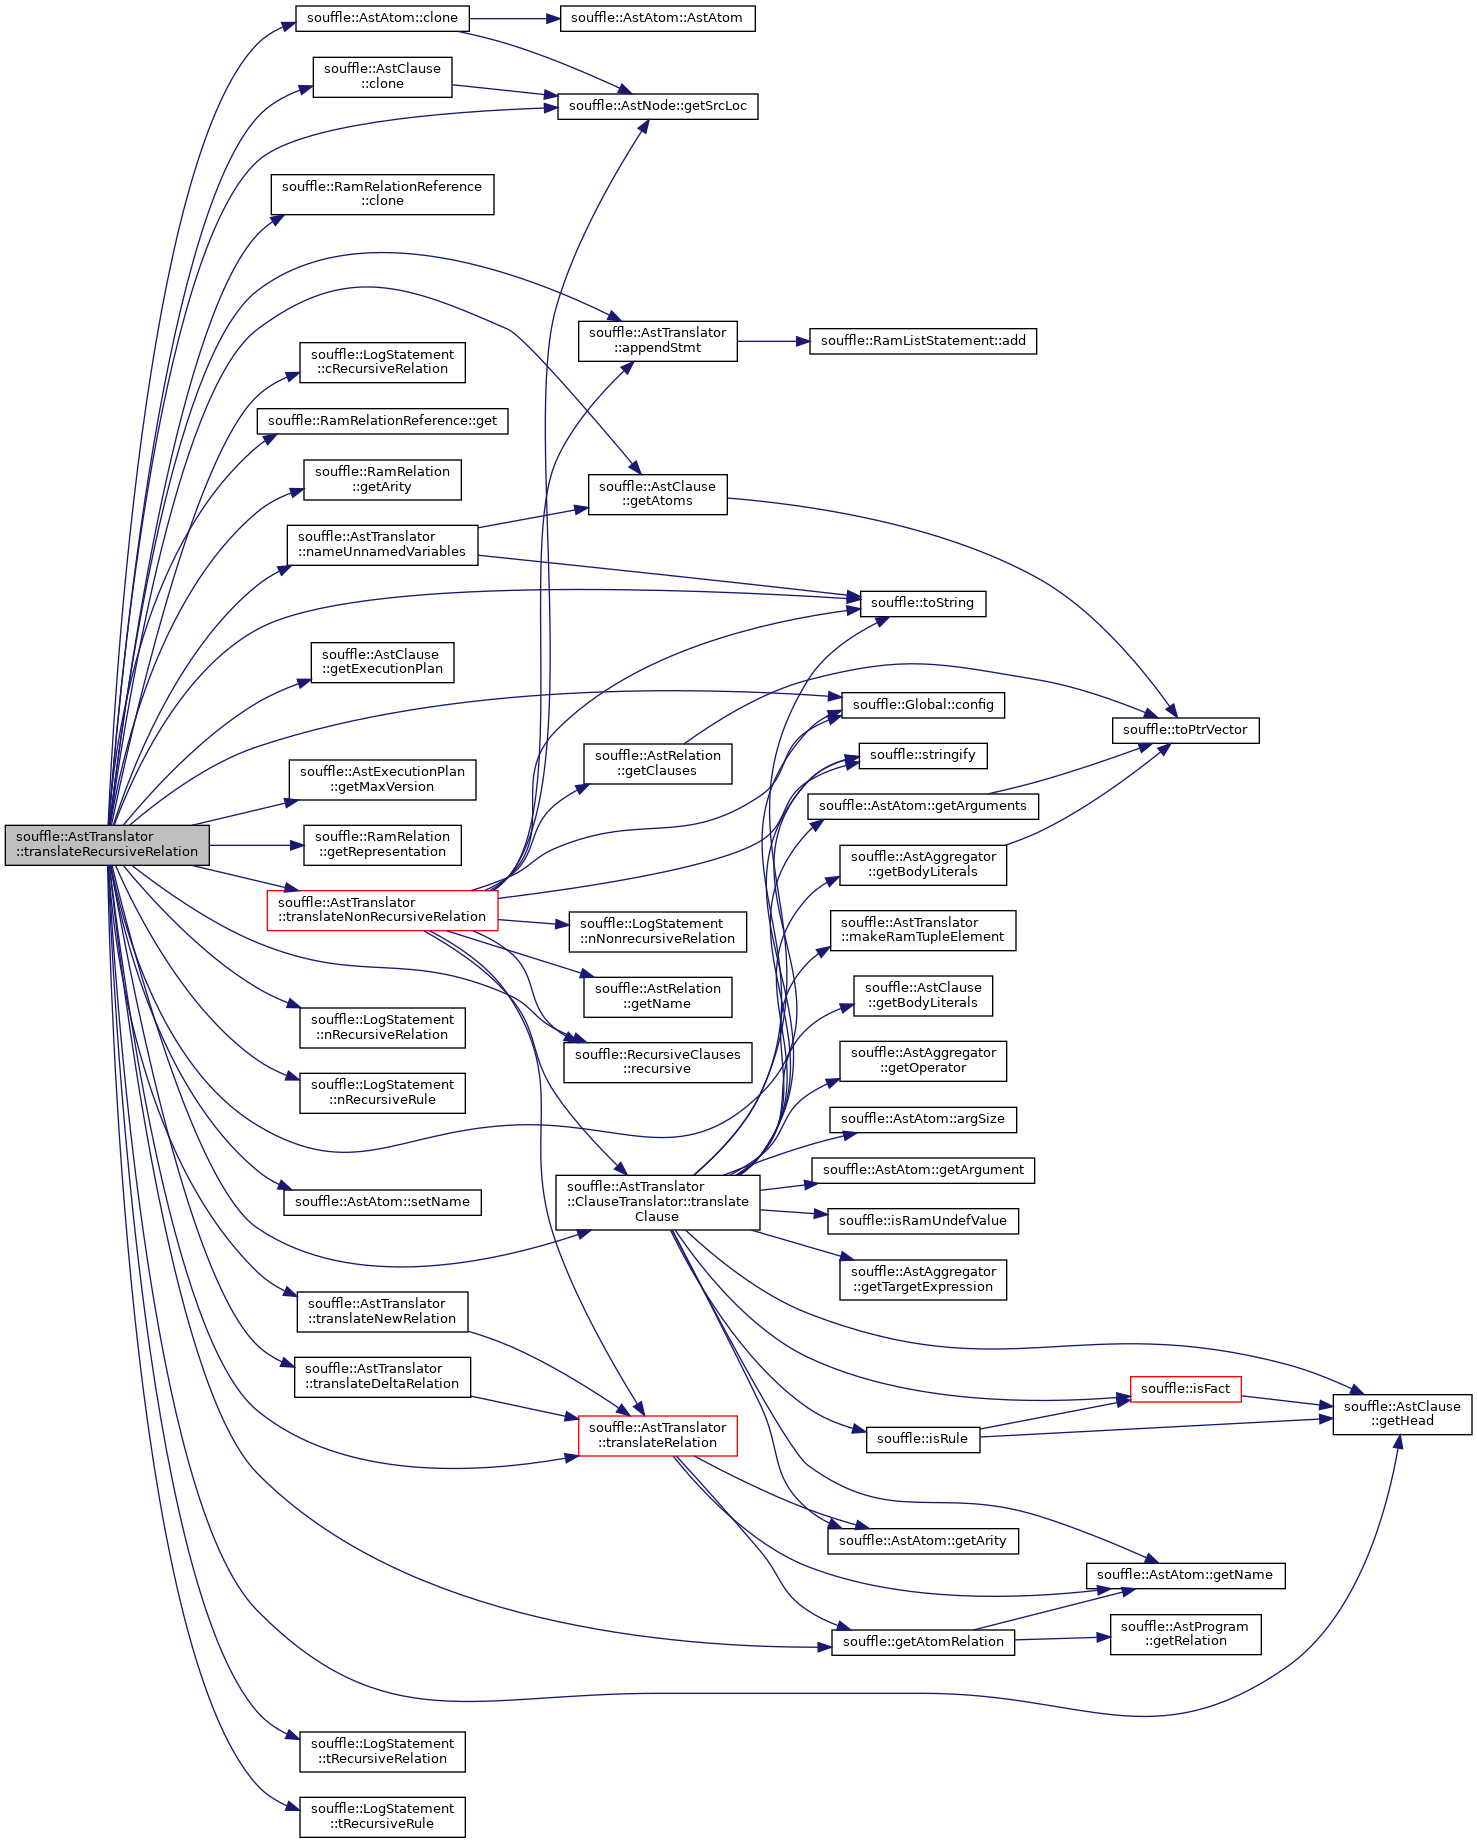 souffle::AstAtom::clone
souffle::AstAtom::AstAtom
souffle::AstClause
::clone
souffle::AstNode::getSrcLoc
souffle::RamRelationReference
::clone
souffle::AstTranslator
::appendStmt
souffle::RamListStatement::add
souffle::LogStatement
::cRecursiveRelation
souffle::RamRelationReference::get
souffle::RamRelation
::getArity
souffle::AstClause
::getAtoms
souffle::AstTranslator
::nameUnnamedVariables
souffle::toString
souffle::AstClause
::getExecutionPlan
souffle::Global::config
souffle::toPtrVector
souffle::AstRelation
::getClauses
souffle::stringify
souffle::AstExecutionPlan
::getMaxVersion
souffle::AstAtom::getArguments
souffle::AstTranslator
::translateRecursiveRelation
souffle::RamRelation
::getRepresentation
souffle::AstAggregator
::getBodyLiterals
souffle::AstTranslator
::translateNonRecursiveRelation
souffle::LogStatement
::nNonrecursiveRelation
souffle::AstTranslator
::makeRamTupleElement
souffle::AstRelation
::getName
souffle::AstClause
::getBodyLiterals
souffle::LogStatement
::nRecursiveRelation
souffle::RecursiveClauses
::recursive
souffle::AstAggregator
::getOperator
souffle::LogStatement
::nRecursiveRule
souffle::AstAtom::argSize
souffle::AstAtom::getArgument
souffle::AstAtom::setName
souffle::AstTranslator
::ClauseTranslator::translate
Clause
souffle::isRamUndefValue
souffle::AstAggregator
::getTargetExpression
souffle::AstTranslator
::translateNewRelation
souffle::AstTranslator
::translateDeltaRelation
souffle::isFact
souffle::AstClause
::getHead
souffle::AstTranslator
::translateRelation
souffle::isRule
souffle::AstAtom::getArity
souffle::AstAtom::getName
souffle::getAtomRelation
souffle::AstProgram
::getRelation
souffle::LogStatement
::tRecursiveRelation
souffle::LogStatement
::tRecursiveRule